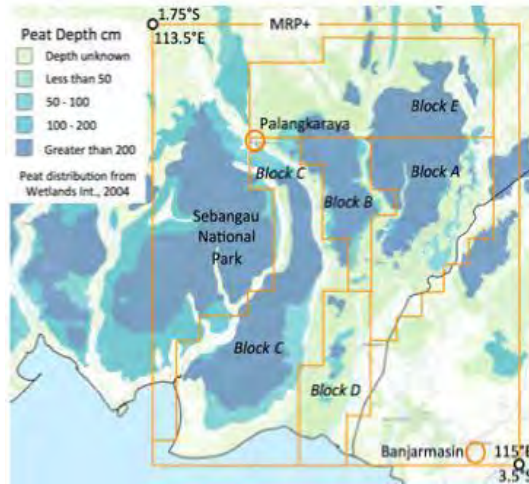 Peat Depth cm
Depth unknown
Less than 50
50 - 100
100 - 200
Greater than 200
Peat distribution from
Wetlands Int., 2004
1.75°S
113.5°E
MRP+
Block E
Palangkaraya
Block C
Block A
Block B
Sebangau
National
Park
Block C
Block D
Banjarmasin
115°E
3.5°S